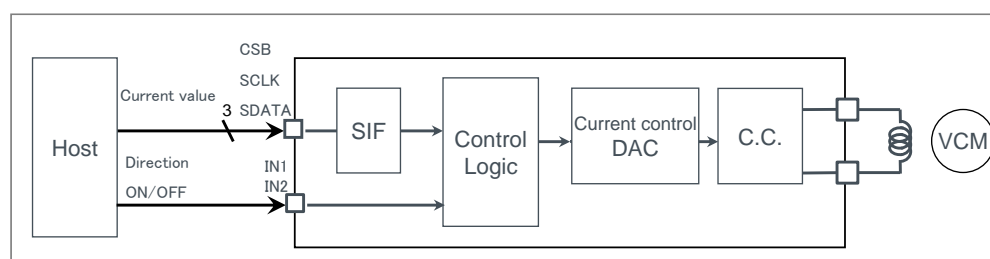 CSB
SCLK
SDATA
Current value
3
Host
Direction
ON/OFF
IN1
IN2
SIF
Control
Logic
Current control
DAC
C.C.
VCM